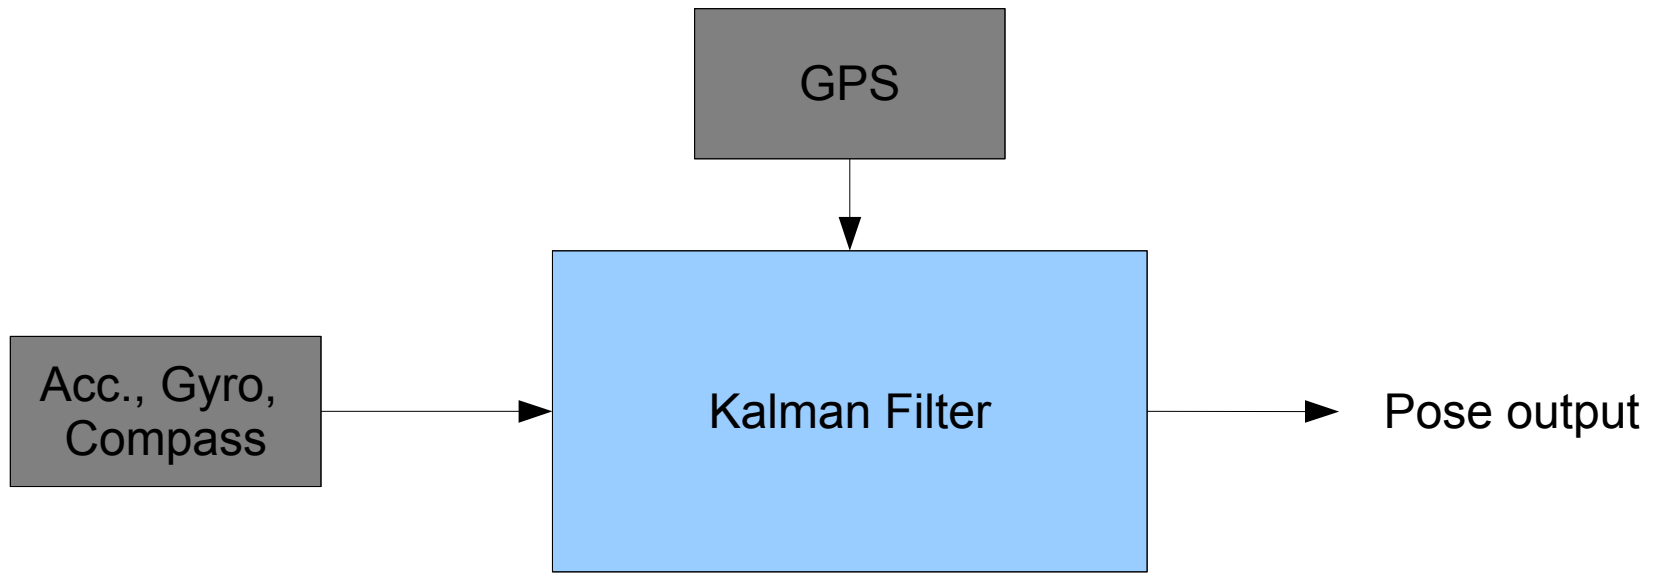 GPS
Acc., Gyro,
Compass
Kalman Filter
Pose output